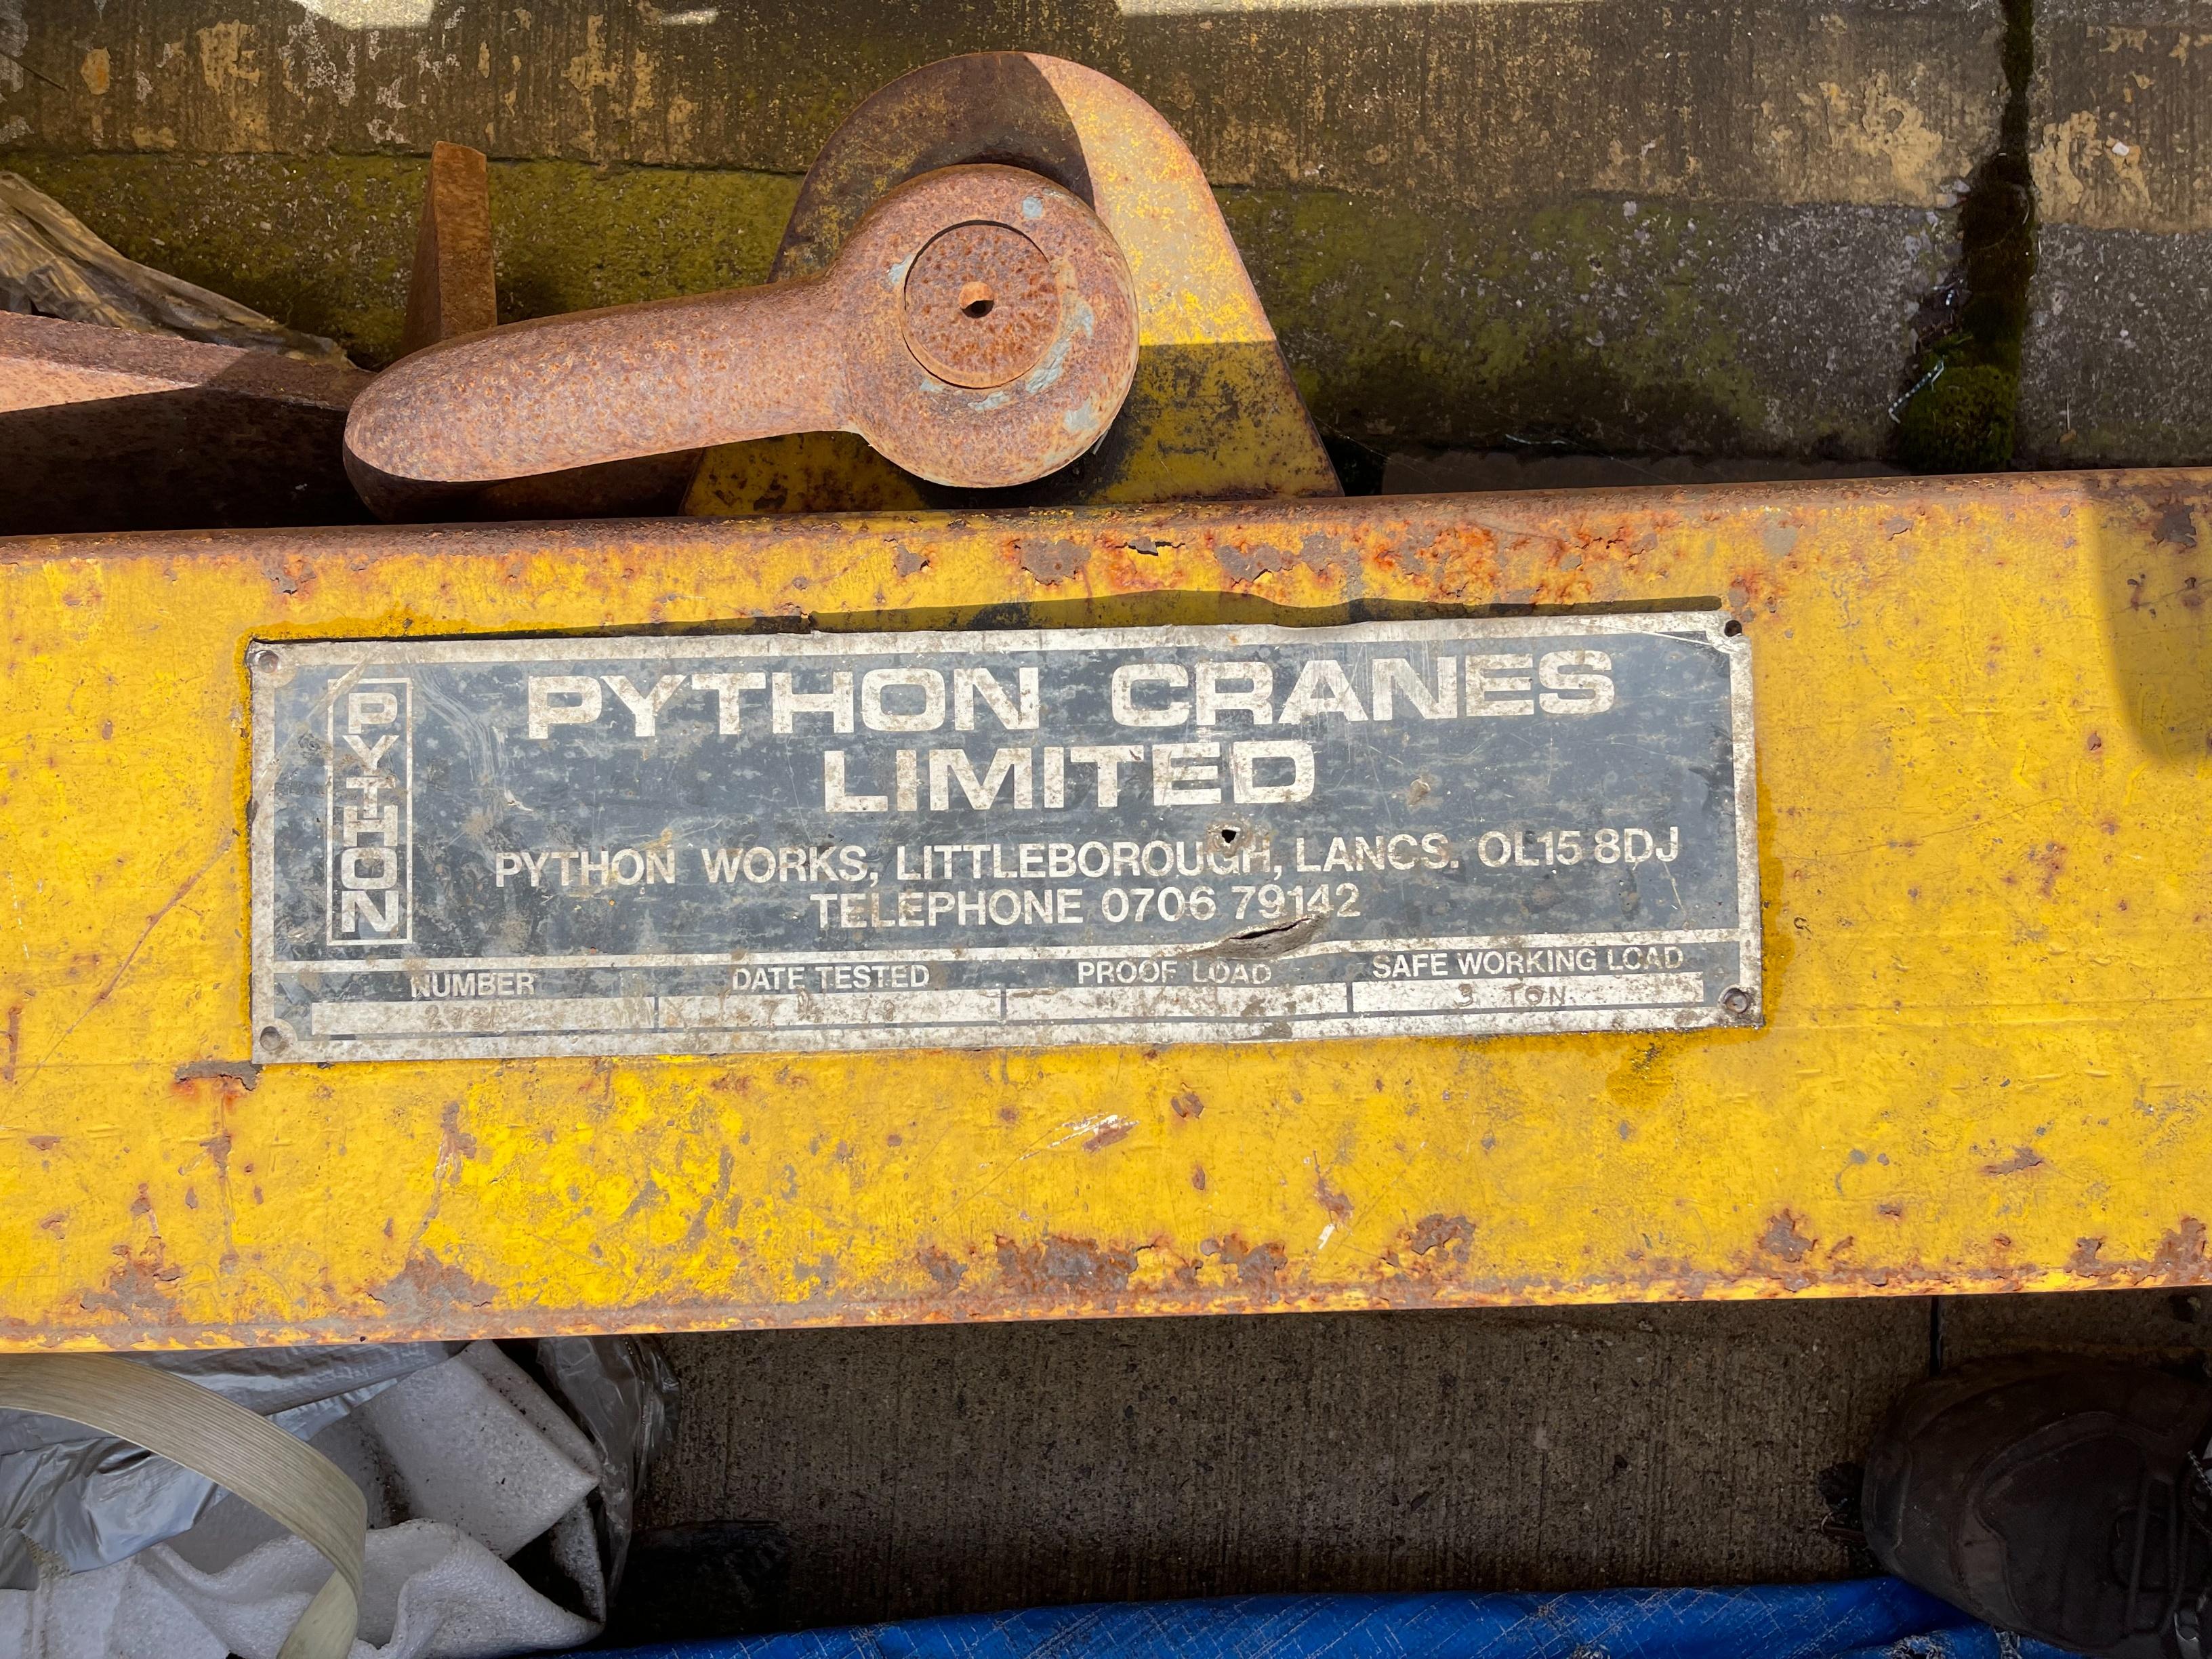 PYTHON
PYTHON CRANES
LIMITED
PYTHON WORKS, LITTLEBOROUGH, LANCS. OL15 8DJ
TELEPHONE 0706 79142
NUMBER DATE TESTED PROOF LOAD SAFE WORKING LOAD
3 TON